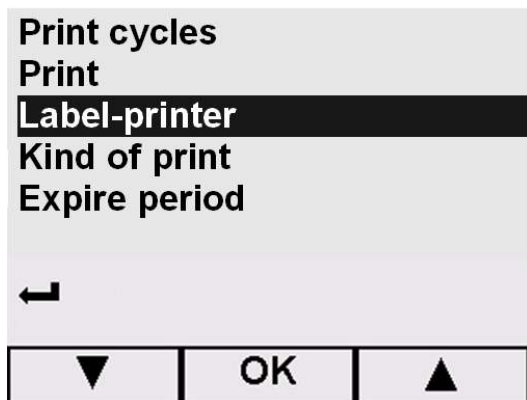 Print cycles
Print
Label-printer
Kind of print
Expire period
OK